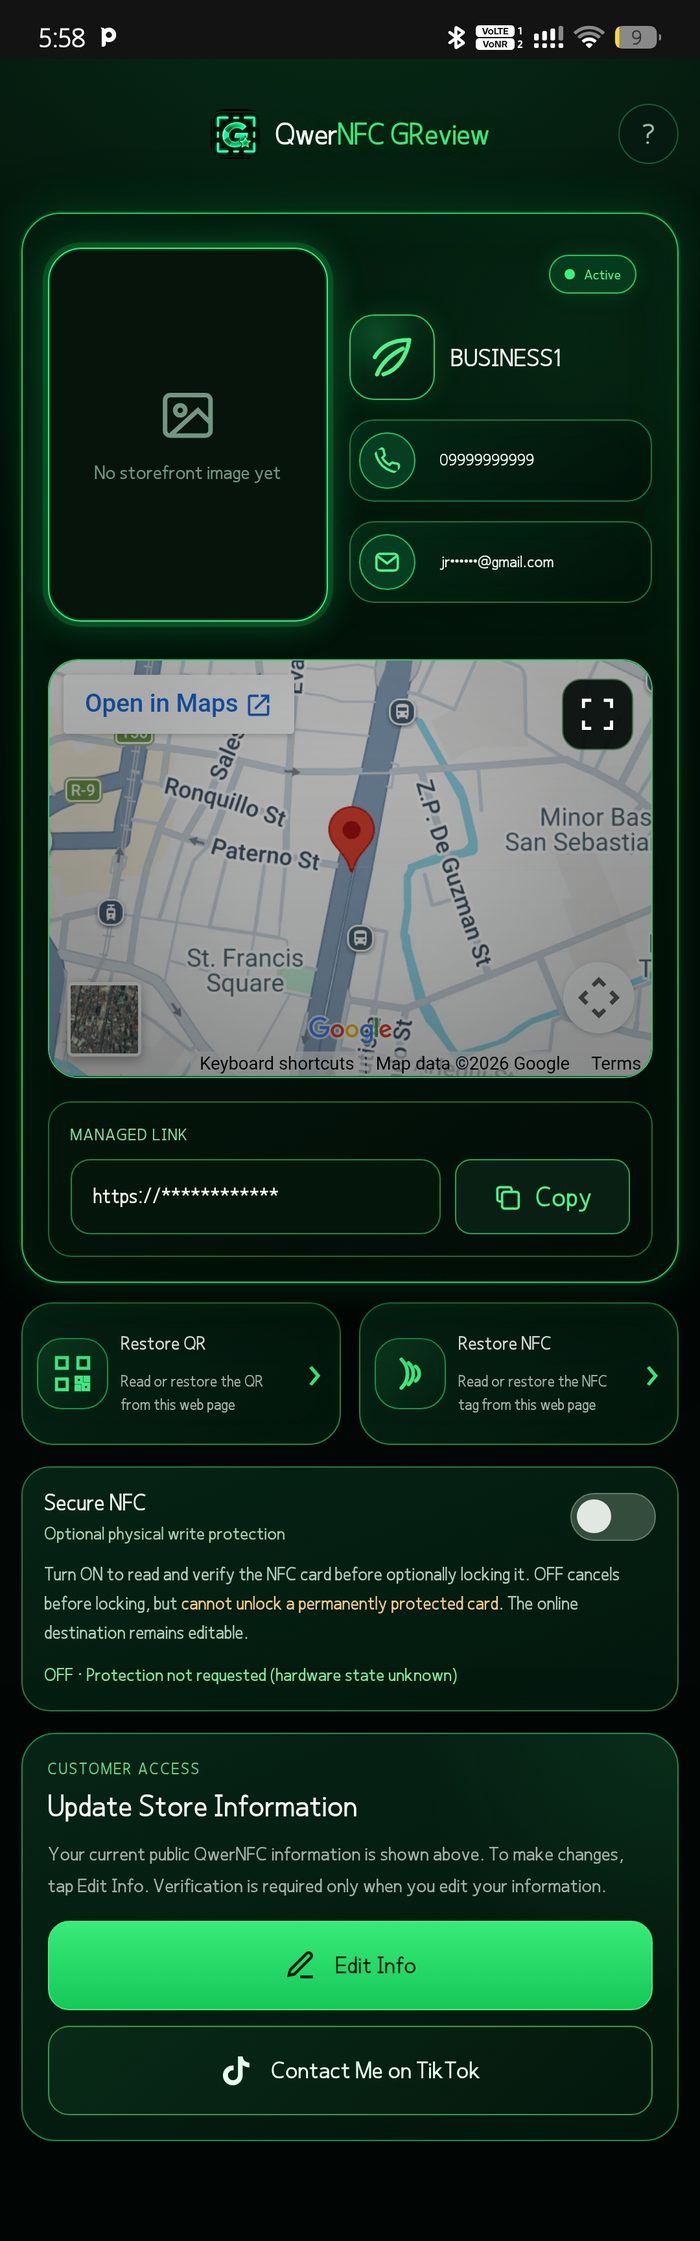 5:58
VoLTE 1
VoNR 2
9
QwerNFC GReview
?
Active
BUSINESS1
No storefront image yet
09999999999
jr••••••@gmail.com
Open in Maps
Eva
Sales
R-9
Ronquillo St
Paterno St
Z.P. De Guzman St
Minor Bas
San Sebastia
St. Francis
Square
Google
Keyboard shortcuts
Map data ©2026 Google
Terms
MANAGED LINK
https://************
Copy
Restore QR
Read or restore the QR
from this web page
Restore NFC
Read or restore the NFC
tag from this web page
Secure NFC
Optional physical write protection
Turn ON to read and verify the NFC card before optionally locking it. OFF cancels
before locking, but cannot unlock a permanently protected card. The online
destination remains editable.
OFF · Protection not requested (hardware state unknown)
CUSTOMER ACCESS
Update Store Information
Your current public QwerNFC information is shown above. To make changes,
tap Edit Info. Verification is required only when you edit your information.
Edit Info
Contact Me on TikTok